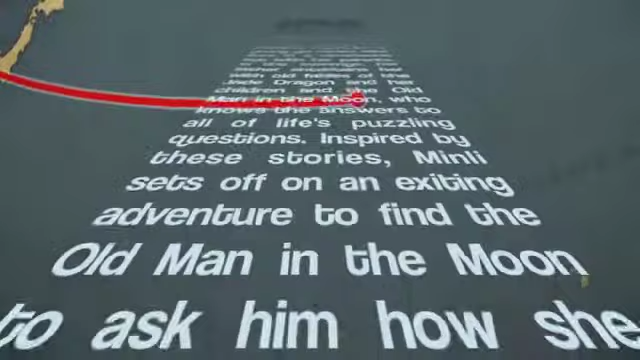 with old tales of the
Jade Dragon and her
children and the Old
Man in the Moon, who
knows the answers to
all of life's puzzling
questions. Inspired by
these stories, Minli
sets off on an exiting
adventure to find the
Old Man in the Moon
to ask him how she